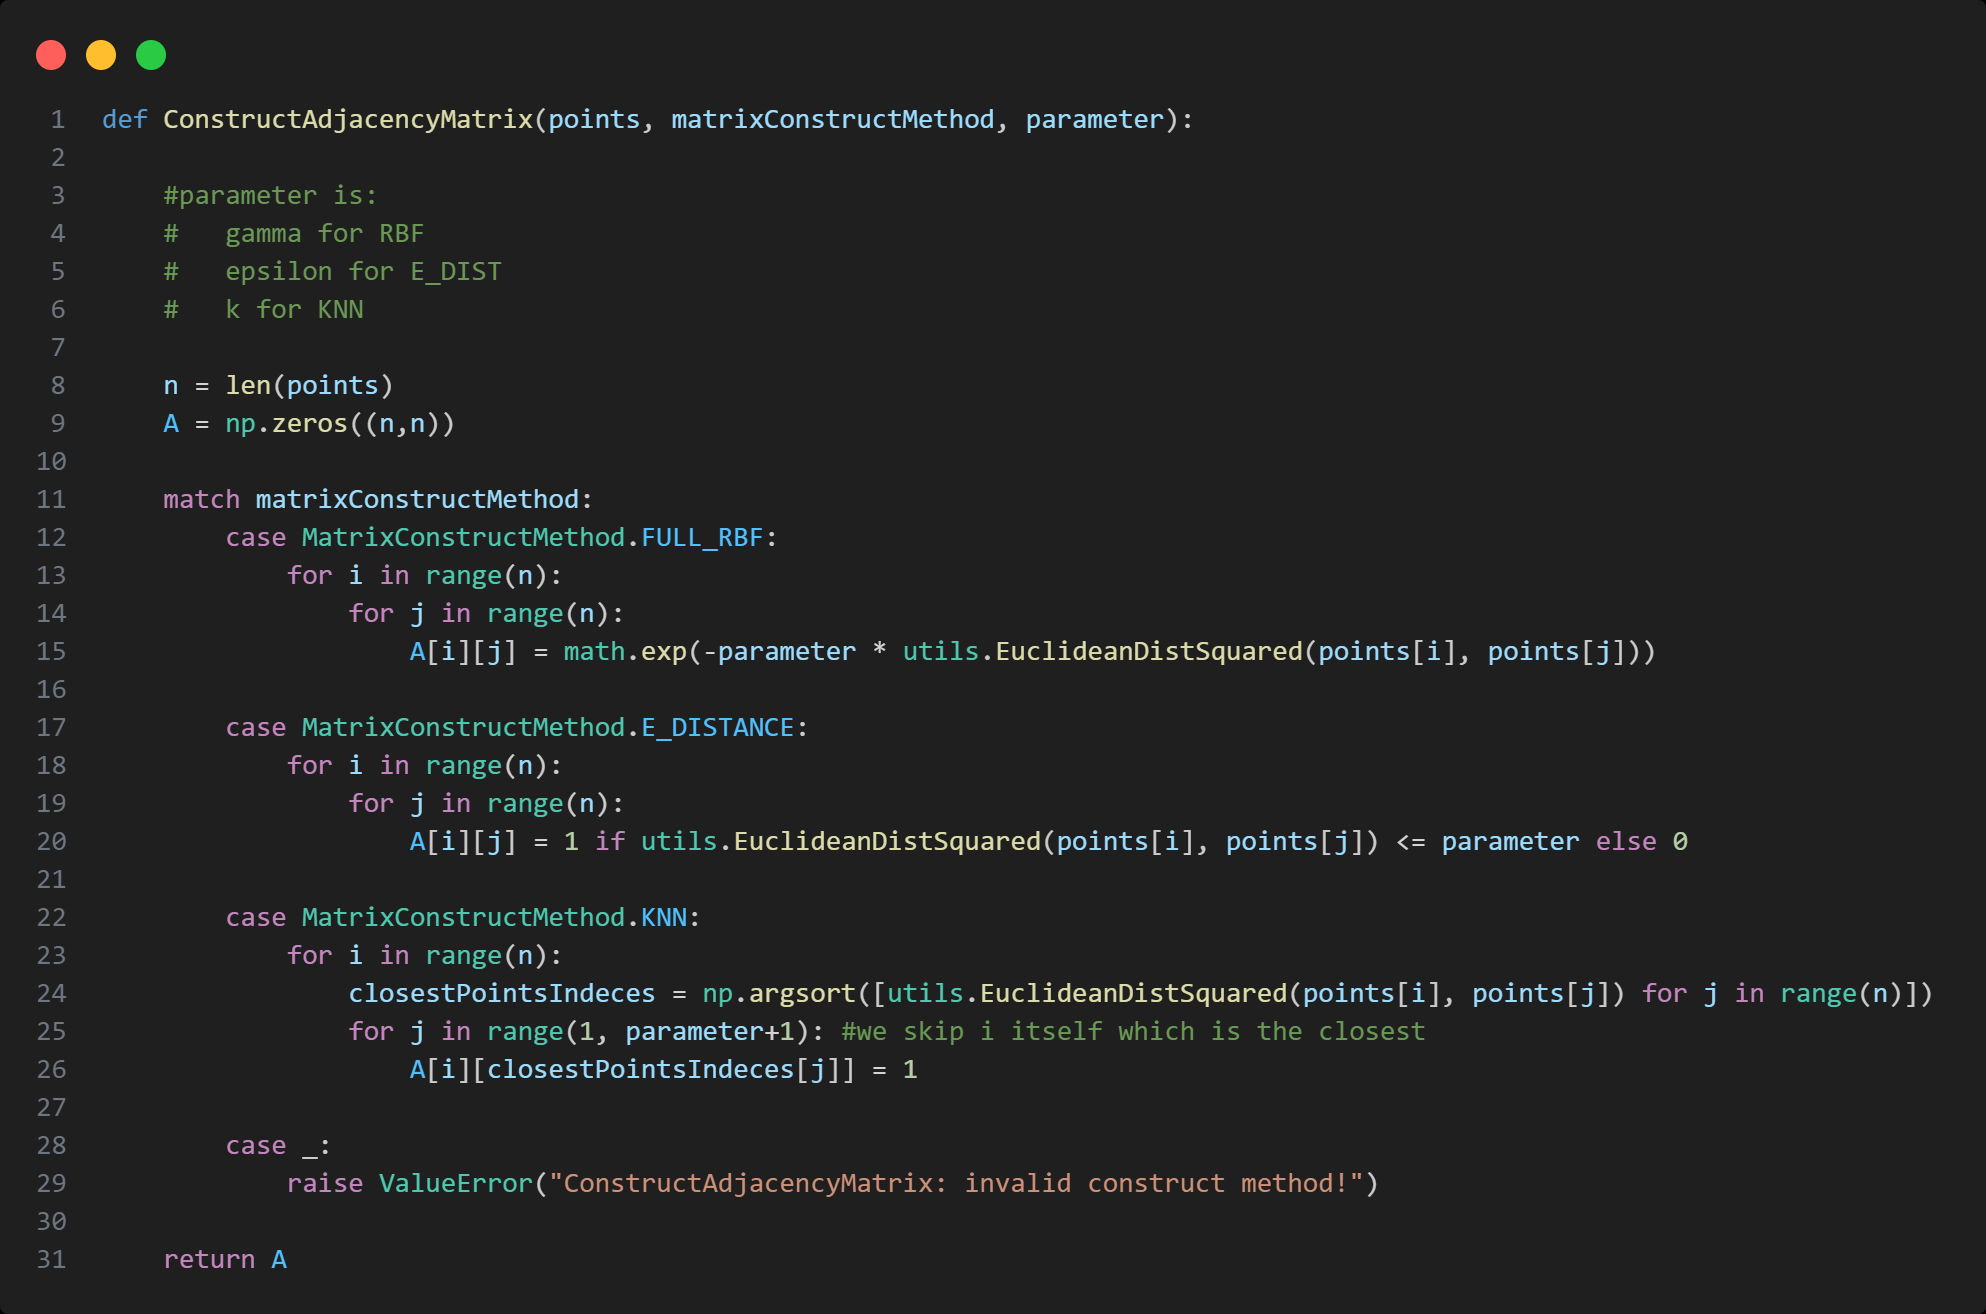 1 def ConstructAdjacencyMatrix(points, matrixConstructMethod, parameter):
2
3     #parameter is:
4     #   gamma for RBF
5     #   epsilon for E_DIST
6     #   k for KNN
7
8     n = len(points)
9     A = np.zeros((n,n))
10
11     match matrixConstructMethod:
12         case MatrixConstructMethod.FULL_RBF:
13             for i in range(n):
14                 for j in range(n):
15                     A[i][j] = math.exp(-parameter * utils.EuclideanDistSquared(points[i], points[j]))
16
17         case MatrixConstructMethod.E_DISTANCE:
18             for i in range(n):
19                 for j in range(n):
20                     A[i][j] = 1 if utils.EuclideanDistSquared(points[i], points[j]) <= parameter else 0
21
22         case MatrixConstructMethod.KNN:
23             for i in range(n):
24                 closestPointsIndeces = np.argsort([utils.EuclideanDistSquared(points[i], points[j]) for j in range(n)])
25                 for j in range(1, parameter+1): #we skip i itself which is the closest
26                     A[i][closestPointsIndeces[j]] = 1
27
28         case _:
29             raise ValueError("ConstructAdjacencyMatrix: invalid construct method!")
30
31     return A